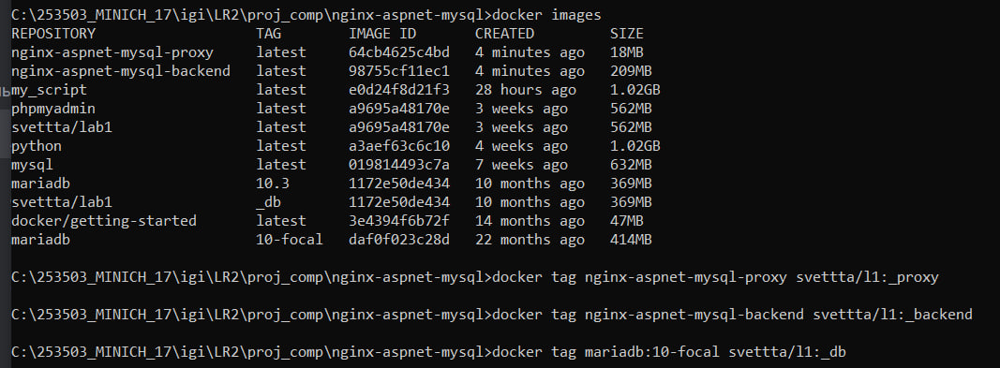 C:\253503_MINICH_17\igi\LR2\proj_comp\nginx-aspnet-mysql>docker images
REPOSITORY TAG IMAGE ID CREATED SIZE
nginx-aspnet-mysql-proxy latest 64cb4625c4bd 4 minutes ago 18MB
nginx-aspnet-mysql-backend latest 98755cf11ec1 4 minutes ago 209MB
my_script latest e0d24f8d21f3 28 hours ago 1.02GB
phpmyadmin latest a9695a48170e 3 weeks ago 562MB
svettta/lab1 latest a9695a48170e 3 weeks ago 562MB
python latest a3aef63c6c10 4 weeks ago 1.02GB
mysql latest 019814493c7a 7 weeks ago 632MB
mariadb 10.3 1172e50de434 10 months ago 369MB
svettta/lab1 _db 1172e50de434 10 months ago 369MB
docker/getting-started latest 3e4394f6b72f 14 months ago 47MB
mariadb 10-focal daf0f023c28d 22 months ago 414MB
C:\253503_MINICH_17\igi\LR2\proj_comp\nginx-aspnet-mysql>docker tag nginx-aspnet-mysql-proxy svettta/l1:_proxy
C:\253503_MINICH_17\igi\LR2\proj_comp\nginx-aspnet-mysql>docker tag nginx-aspnet-mysql-backend svettta/l1:_backend
C:\253503_MINICH_17\igi\LR2\proj_comp\nginx-aspnet-mysql>docker tag mariadb:10-focal svettta/l1:_db